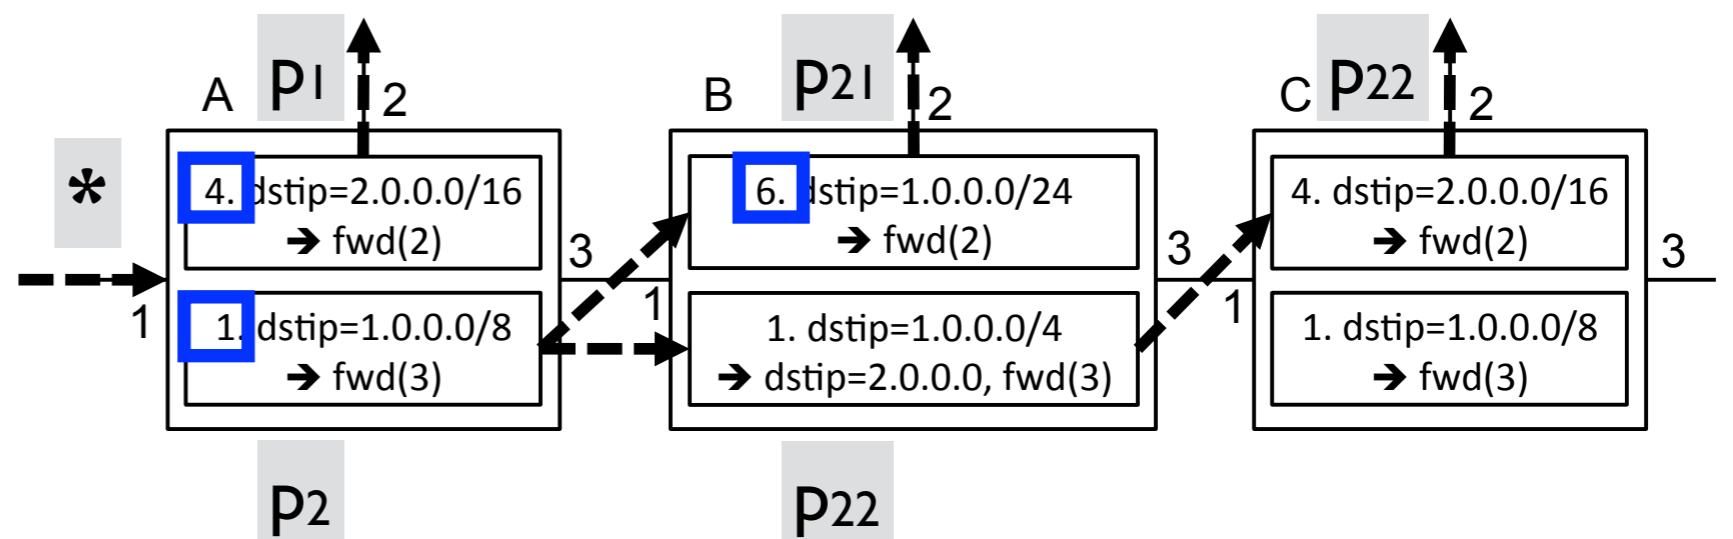 A p1 2
B p21 2
C p22 2
*
4. dstip=2.0.0.0/16
➔ fwd(2)
6. dstip=1.0.0.0/24
➔ fwd(2)
4. dstip=2.0.0.0/16
➔ fwd(2)
3
3
3
1
1
1
1. dstip=1.0.0.0/8
➔ fwd(3)
1. dstip=1.0.0.0/4
➔ dstip=2.0.0.0, fwd(3)
1. dstip=1.0.0.0/8
➔ fwd(3)
p2
p22